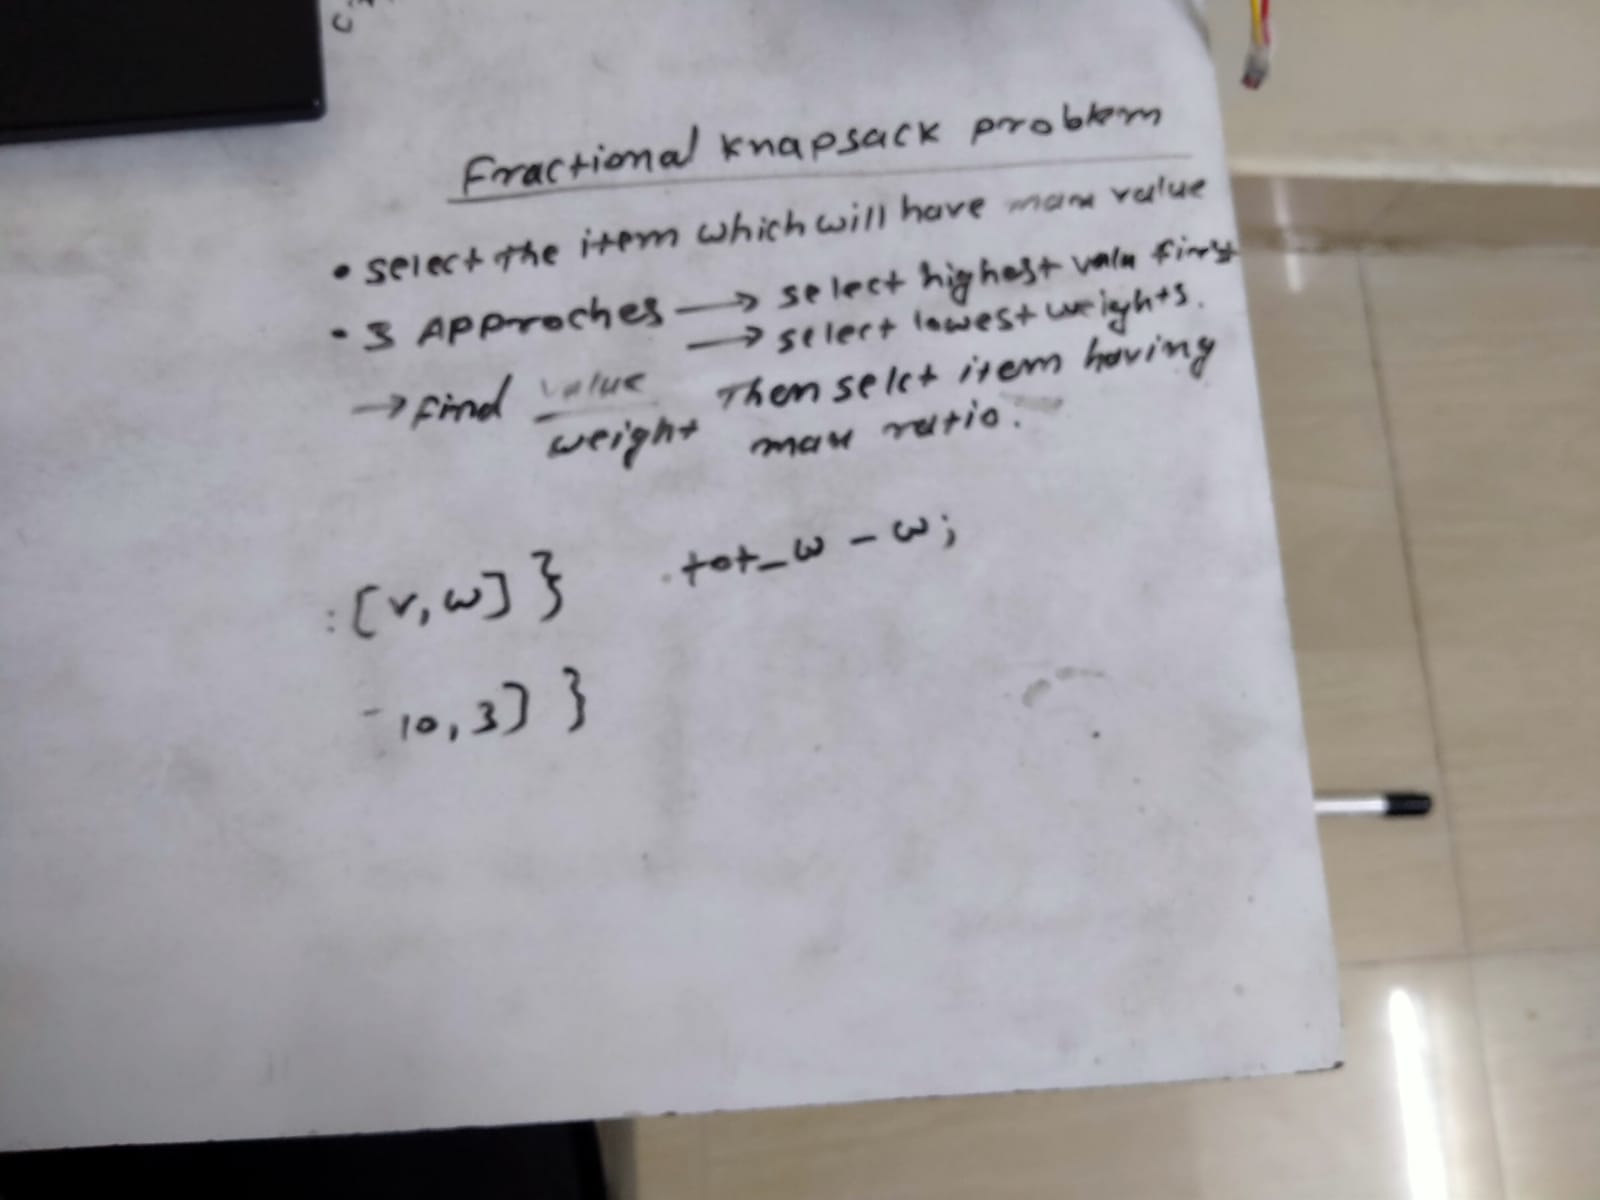 Fractional knapsack problem
• select the item which will have max value
• 3 Approches → select highest valu first
→ select lowest weights.
→ Find value Then selct item having
weight max ratio.
: [v, w] } tot_w - w;
10, 3] }